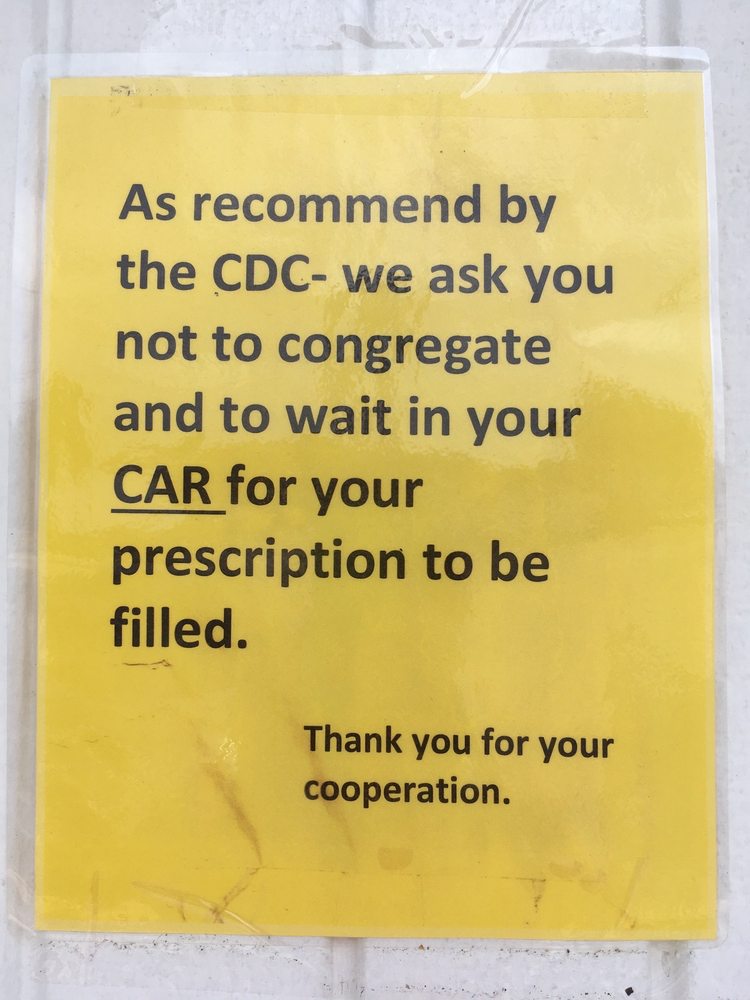 As recommend by
the CDC- we ask you
not to congregate
and to wait in your
CAR for your
prescription to be
filled.
Thank you for your
cooperation.